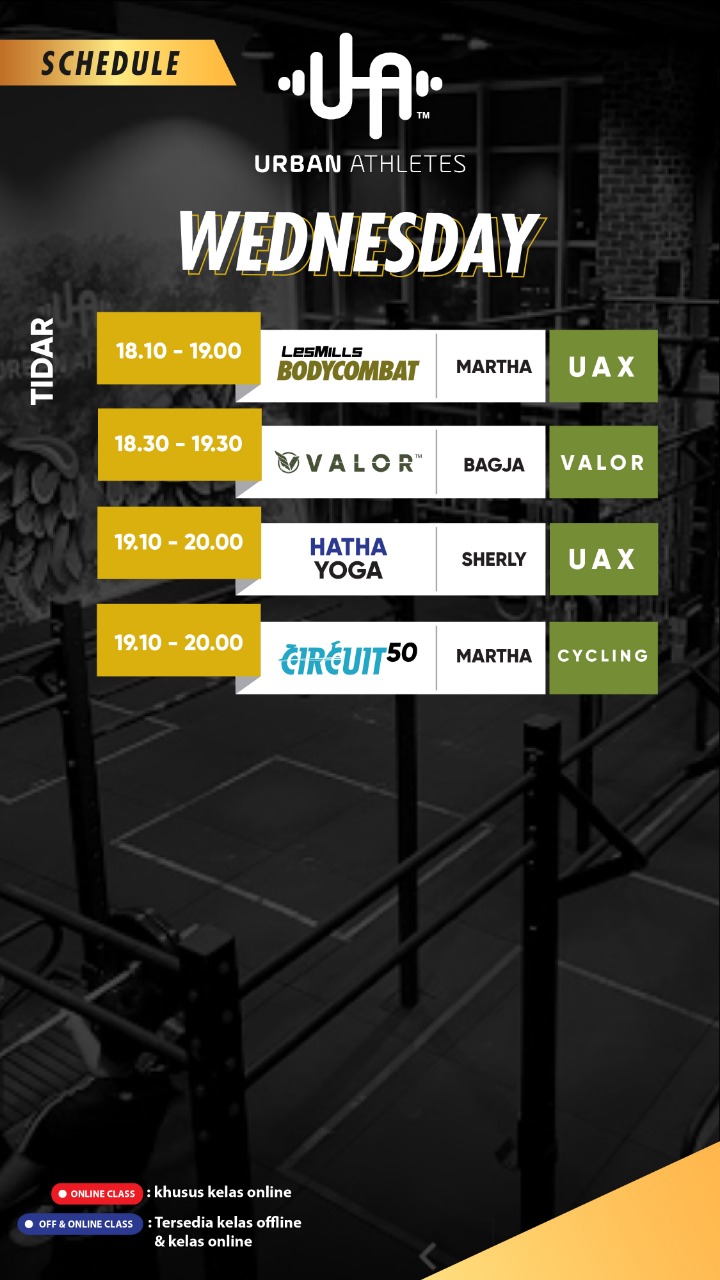 SCHEDULE
UA™
URBAN ATHLETES
WEDNESDAY
TIDAR
18.10 - 19.00
LESMILLS
BODYCOMBAT
MARTHA
UAX
18.30 - 19.30
VALOR™
BAGJA
VALOR
19.10 - 20.00
HATHA
YOGA
SHERLY
UAX
19.10 - 20.00
CIRCUIT50
MARTHA
CYCLING
ONLINE CLASS : khusus kelas online
OFF & ONLINE CLASS : Tersedia kelas offline
& kelas online